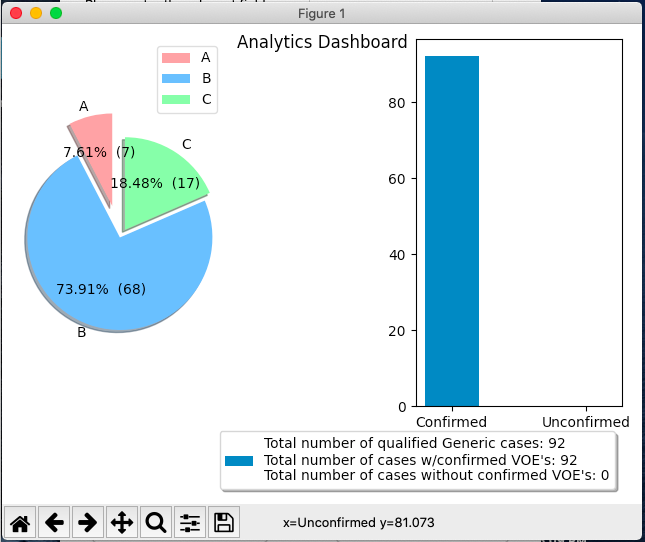 Figure 1
Analytics Dashboard
A
B
C
A
7.61% (7)
C
18.48% (17)
73.91% (68)
B
80
60
40
20
0
Confirmed
Unconfirmed
Total number of qualified Generic cases: 92
Total number of cases w/confirmed VOE's: 92
Total number of cases without confirmed VOE's: 0
x=Unconfirmed y=81.073